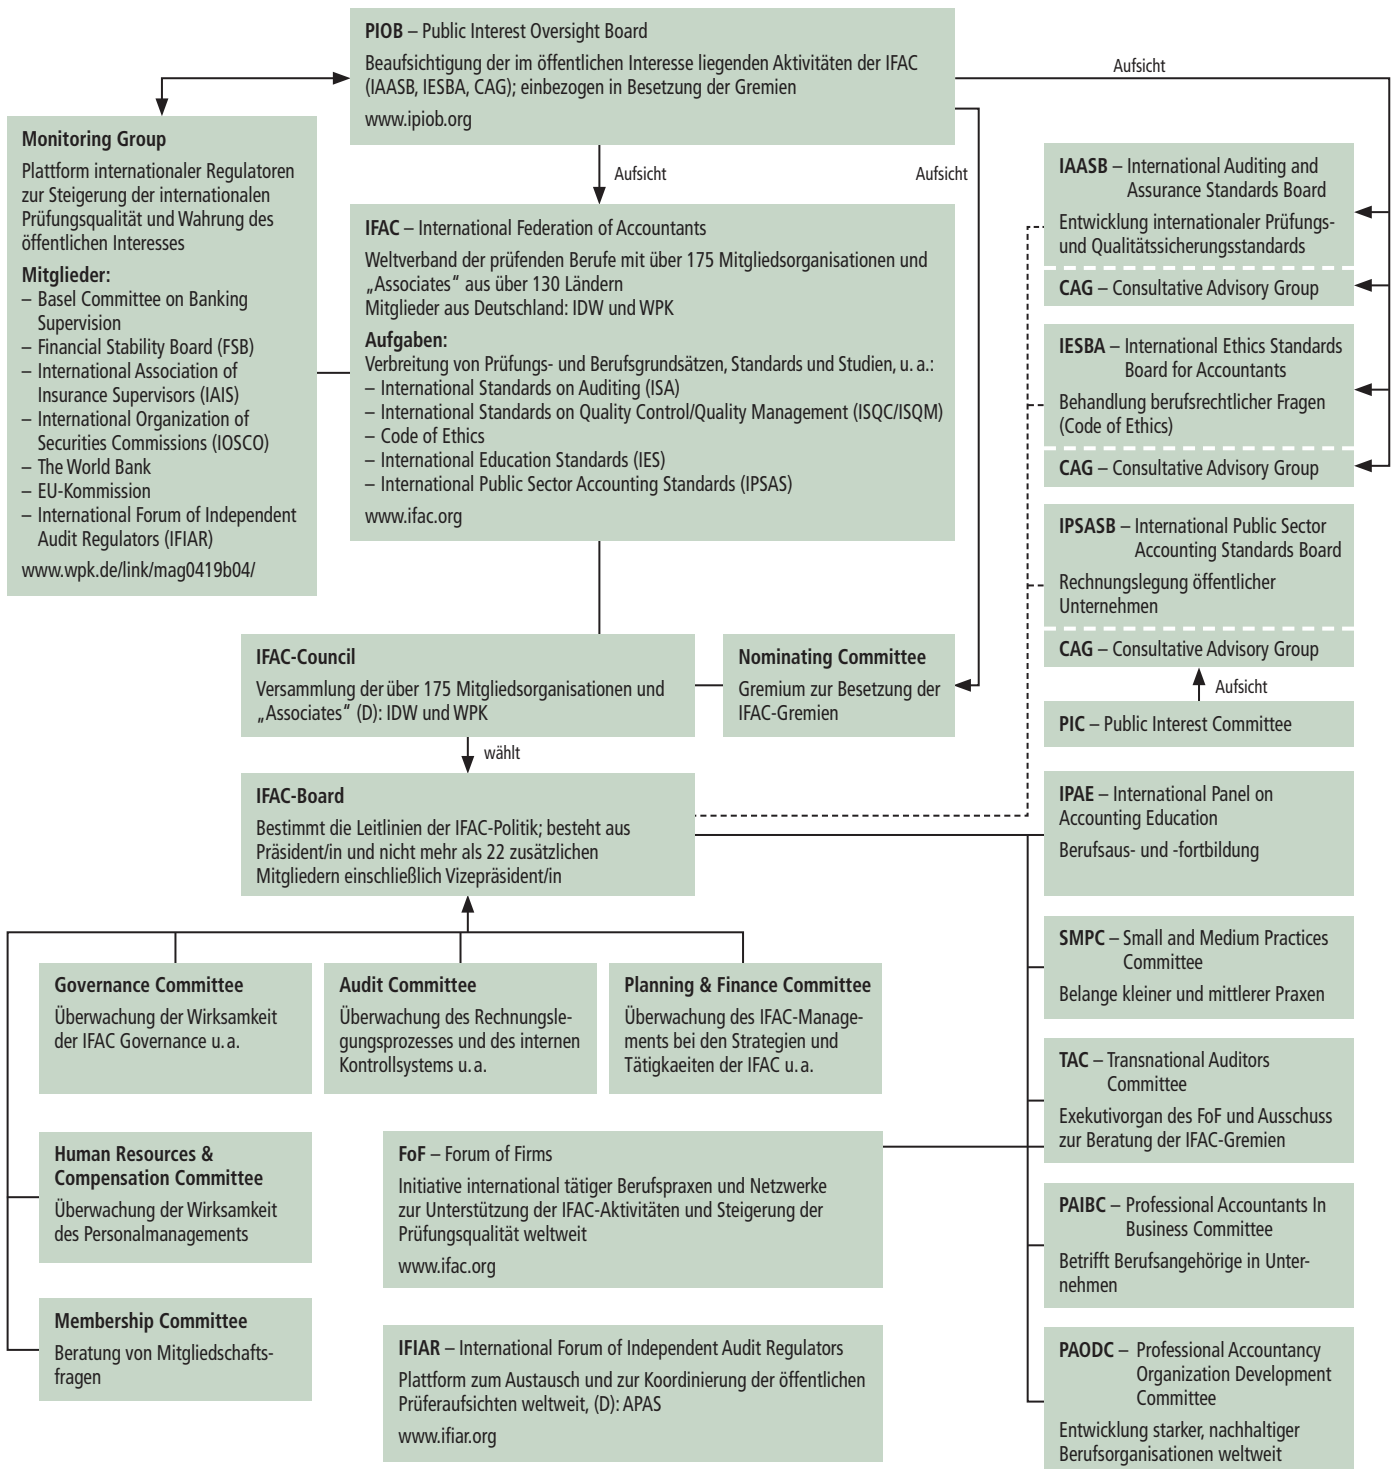 PIOB – Public Interest Oversight Board
Beaufsichtigung der im öffentlichen Interesse liegenden Aktivitäten der IFAC
(IAASB, IESBA, CAG); einbezogen in Besetzung der Gremien
www.ipiob.org
Aufsicht
Aufsicht
Aufsicht
Monitoring Group
Plattform internationaler Regulatoren
zur Steigerung der internationalen
Prüfungsqualität und Wahrung des
öffentlichen Interesses
Mitglieder:
– Basel Committee on Banking
Supervision
– Financial Stability Board (FSB)
– International Association of
Insurance Supervisors (IAIS)
– International Organization of
Securities Commissions (IOSCO)
– The World Bank
– EU-Kommission
– International Forum of Independent
Audit Regulators (IFIAR)
www.wpk.de/link/mag0419b04/
IFAC – International Federation of Accountants
Weltverband der prüfenden Berufe mit über 175 Mitgliedsorganisationen und
„Associates“ aus über 130 Ländern
Mitglieder aus Deutschland: IDW und WPK
Aufgaben:
Verbreitung von Prüfungs- und Berufsgrundsätzen, Standards und Studien, u. a.:
– International Standards on Auditing (ISA)
– International Standards on Quality Control/Quality Management (ISQC/ISQM)
– Code of Ethics
– International Education Standards (IES)
– International Public Sector Accounting Standards (IPSAS)
www.ifac.org
IAASB – International Auditing and
Assurance Standards Board
Entwicklung internationaler Prüfungs-
und Qualitätssicherungsstandards
CAG – Consultative Advisory Group
IESBA – International Ethics Standards
Board for Accountants
Behandlung berufsrechtlicher Fragen
(Code of Ethics)
CAG – Consultative Advisory Group
IPSASB – International Public Sector
Accounting Standards Board
Rechnungslegung öffentlicher
Unternehmen
CAG – Consultative Advisory Group
Aufsicht
PIC – Public Interest Committee
IFAC-Council
Versammlung der über 175 Mitgliedsorganisationen und
„Associates“ (D): IDW und WPK
Nominating Committee
Gremium zur Besetzung der
IFAC-Gremien
wählt
IFAC-Board
Bestimmt die Leitlinien der IFAC-Politik; besteht aus
Präsident/in und nicht mehr als 22 zusätzlichen
Mitgliedern einschließlich Vizepräsident/in
IPAE – International Panel on
Accounting Education
Berufsaus- und -fortbildung
SMPC – Small and Medium Practices
Committee
Belange kleiner und mittlerer Praxen
TAC – Transnational Auditors
Committee
Exekutivorgan des FoF und Ausschuss
zur Beratung der IFAC-Gremien
PAIBC – Professional Accountants In
Business Committee
Betrifft Berufsangehörige in Unter-
nehmen
PAODC – Professional Accountancy
Organization Development
Committee
Entwicklung starker, nachhaltiger
Berufsorganisationen weltweit
Governance Committee
Überwachung der Wirksamkeit
der IFAC Governance u. a.
Audit Committee
Überwachung des Rechnungsle-
gungsprozesses und des internen
Kontrollsystems u. a.
Planning & Finance Committee
Überwachung des IFAC-Manage-
ments bei den Strategien und
Tätigkaeiten der IFAC u. a.
Human Resources &
Compensation Committee
Überwachung der Wirksamkeit
des Personalmanagements
Membership Committee
Beratung von Mitgliedschafts-
fragen
FoF – Forum of Firms
Initiative international tätiger Berufspraxen und Netzwerke
zur Unterstützung der IFAC-Aktivitäten und Steigerung der
Prüfungsqualität weltweit
www.ifac.org
IFIAR – International Forum of Independent Audit Regulators
Plattform zum Austausch und zur Koordinierung der öffentlichen
Prüferaufsichten weltweit, (D): APAS
www.ifiar.org